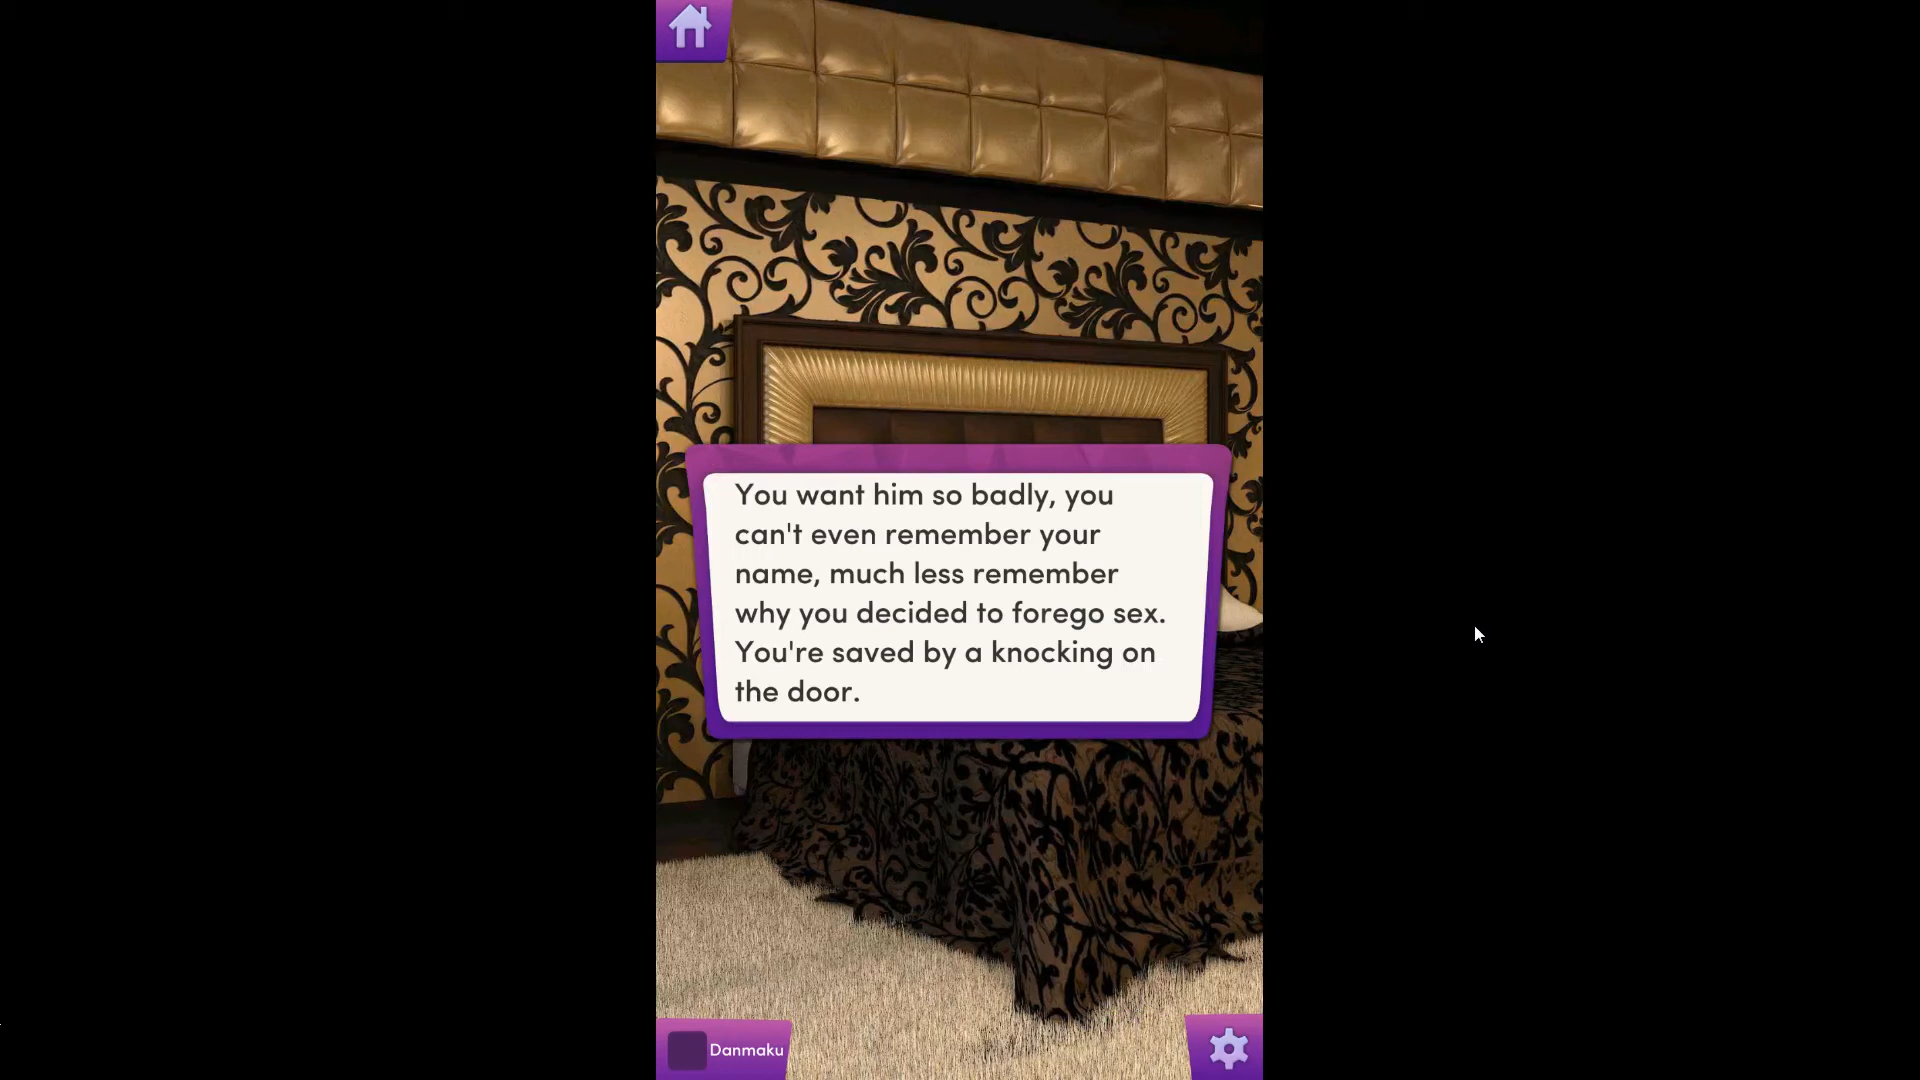 You want him so badly, you
can't even remember your
name, much less remember
why you decided to forego sex.
You're saved by a knocking on
the door.
Danmaku